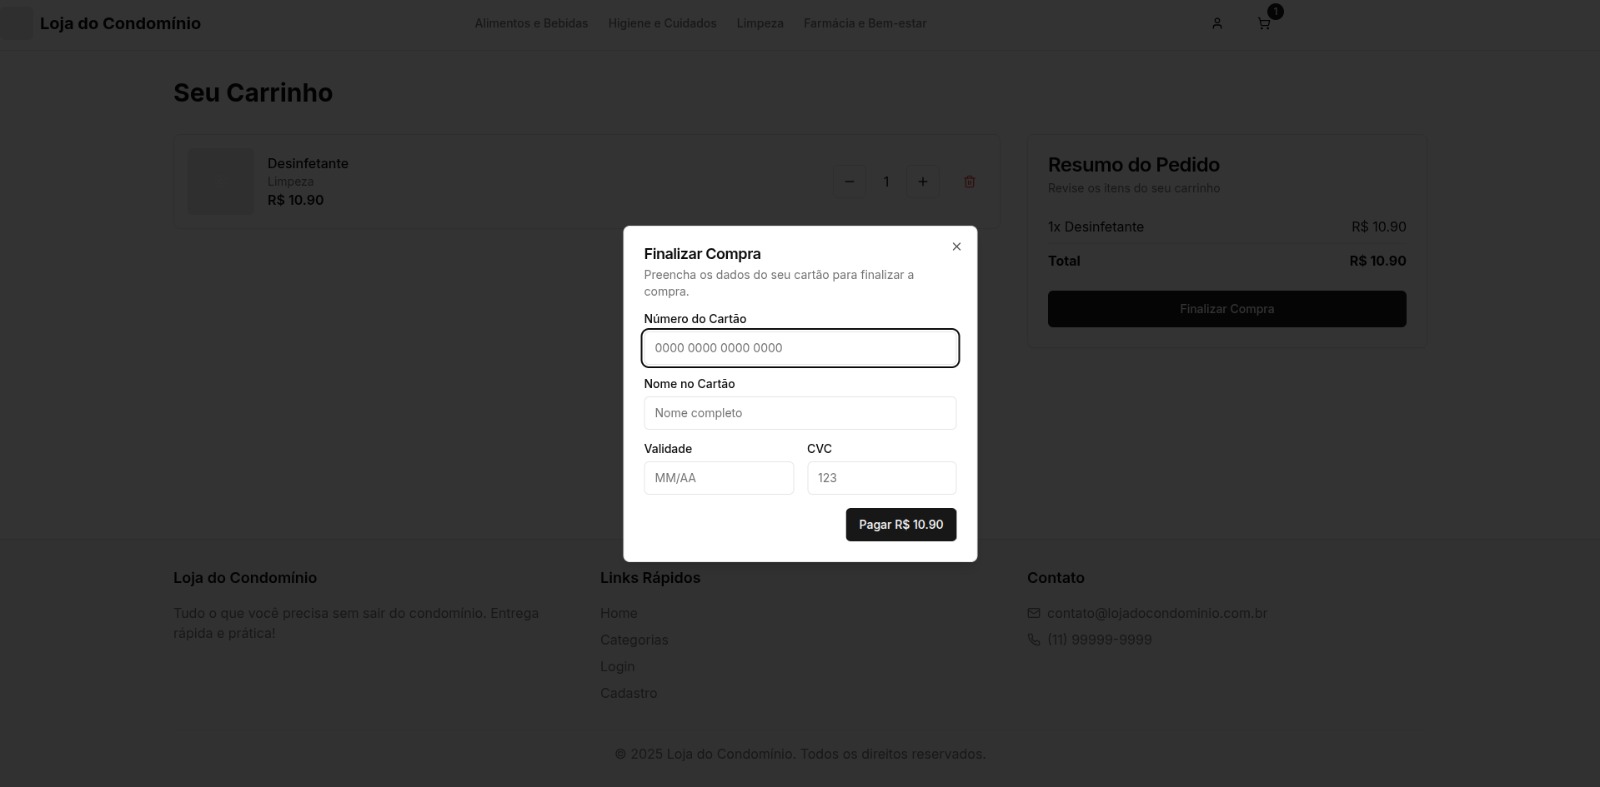 Loja do Condomínio
Alimentos e Bebidas
Higiene e Cuidados
Limpeza
Farmácia e Bem-estar
1
Seu Carrinho
Desinfetante
Limpeza
R$ 10.90
1
Resumo do Pedido
Revise os itens do seu carrinho
1x Desinfetante R$ 10.90
Total R$ 10.90
Finalizar Compra
Finalizar Compra
Preencha os dados do seu cartão para finalizar a
compra.
Número do Cartão
0000 0000 0000 0000
Nome no Cartão
Nome completo
Validade CVC
MM/AA 123
Pagar R$ 10.90
Loja do Condomínio
Tudo o que você precisa sem sair do condomínio. Entrega
rápida e prática!
Links Rápidos
Home
Categorias
Login
Cadastro
Contato
contato@lojadocondominio.com.br
(11) 99999-9999
© 2025 Loja do Condomínio. Todos os direitos reservados.